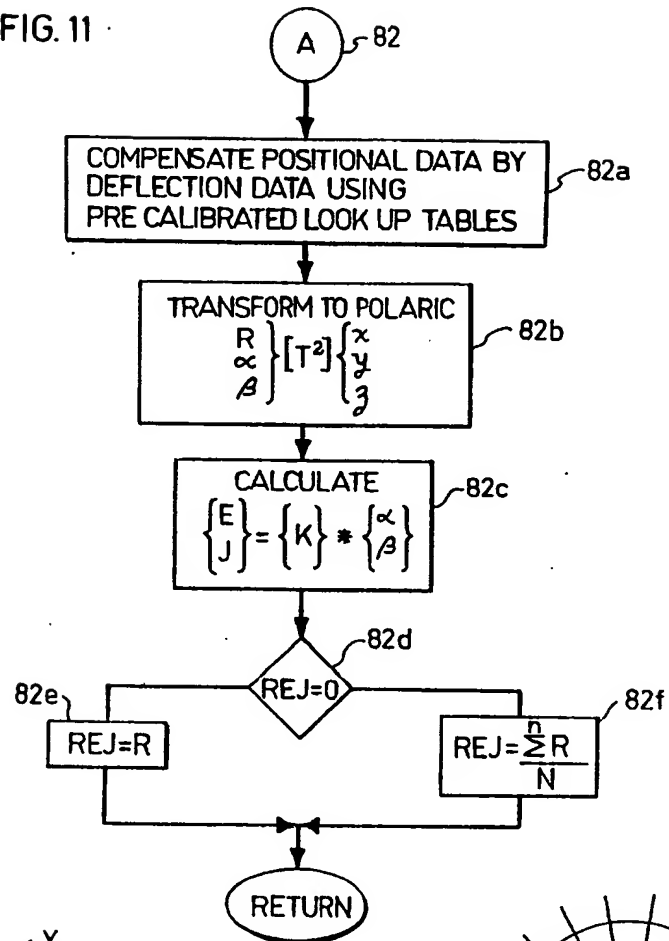 FIG. 11
A
82
COMPENSATE POSITIONAL DATA BY
DEFLECTION DATA USING
PRE CALIBRATED LOOK UP TABLES
82a
TRANSFORM TO POLARIC
R
α
β
[T²]
x
y
z
82b
CALCULATE
{E J} = {K} * {α β}
82c
82d
REJ=0
82e
REJ=R
82f
REJ= n Σ R
N
RETURN
X